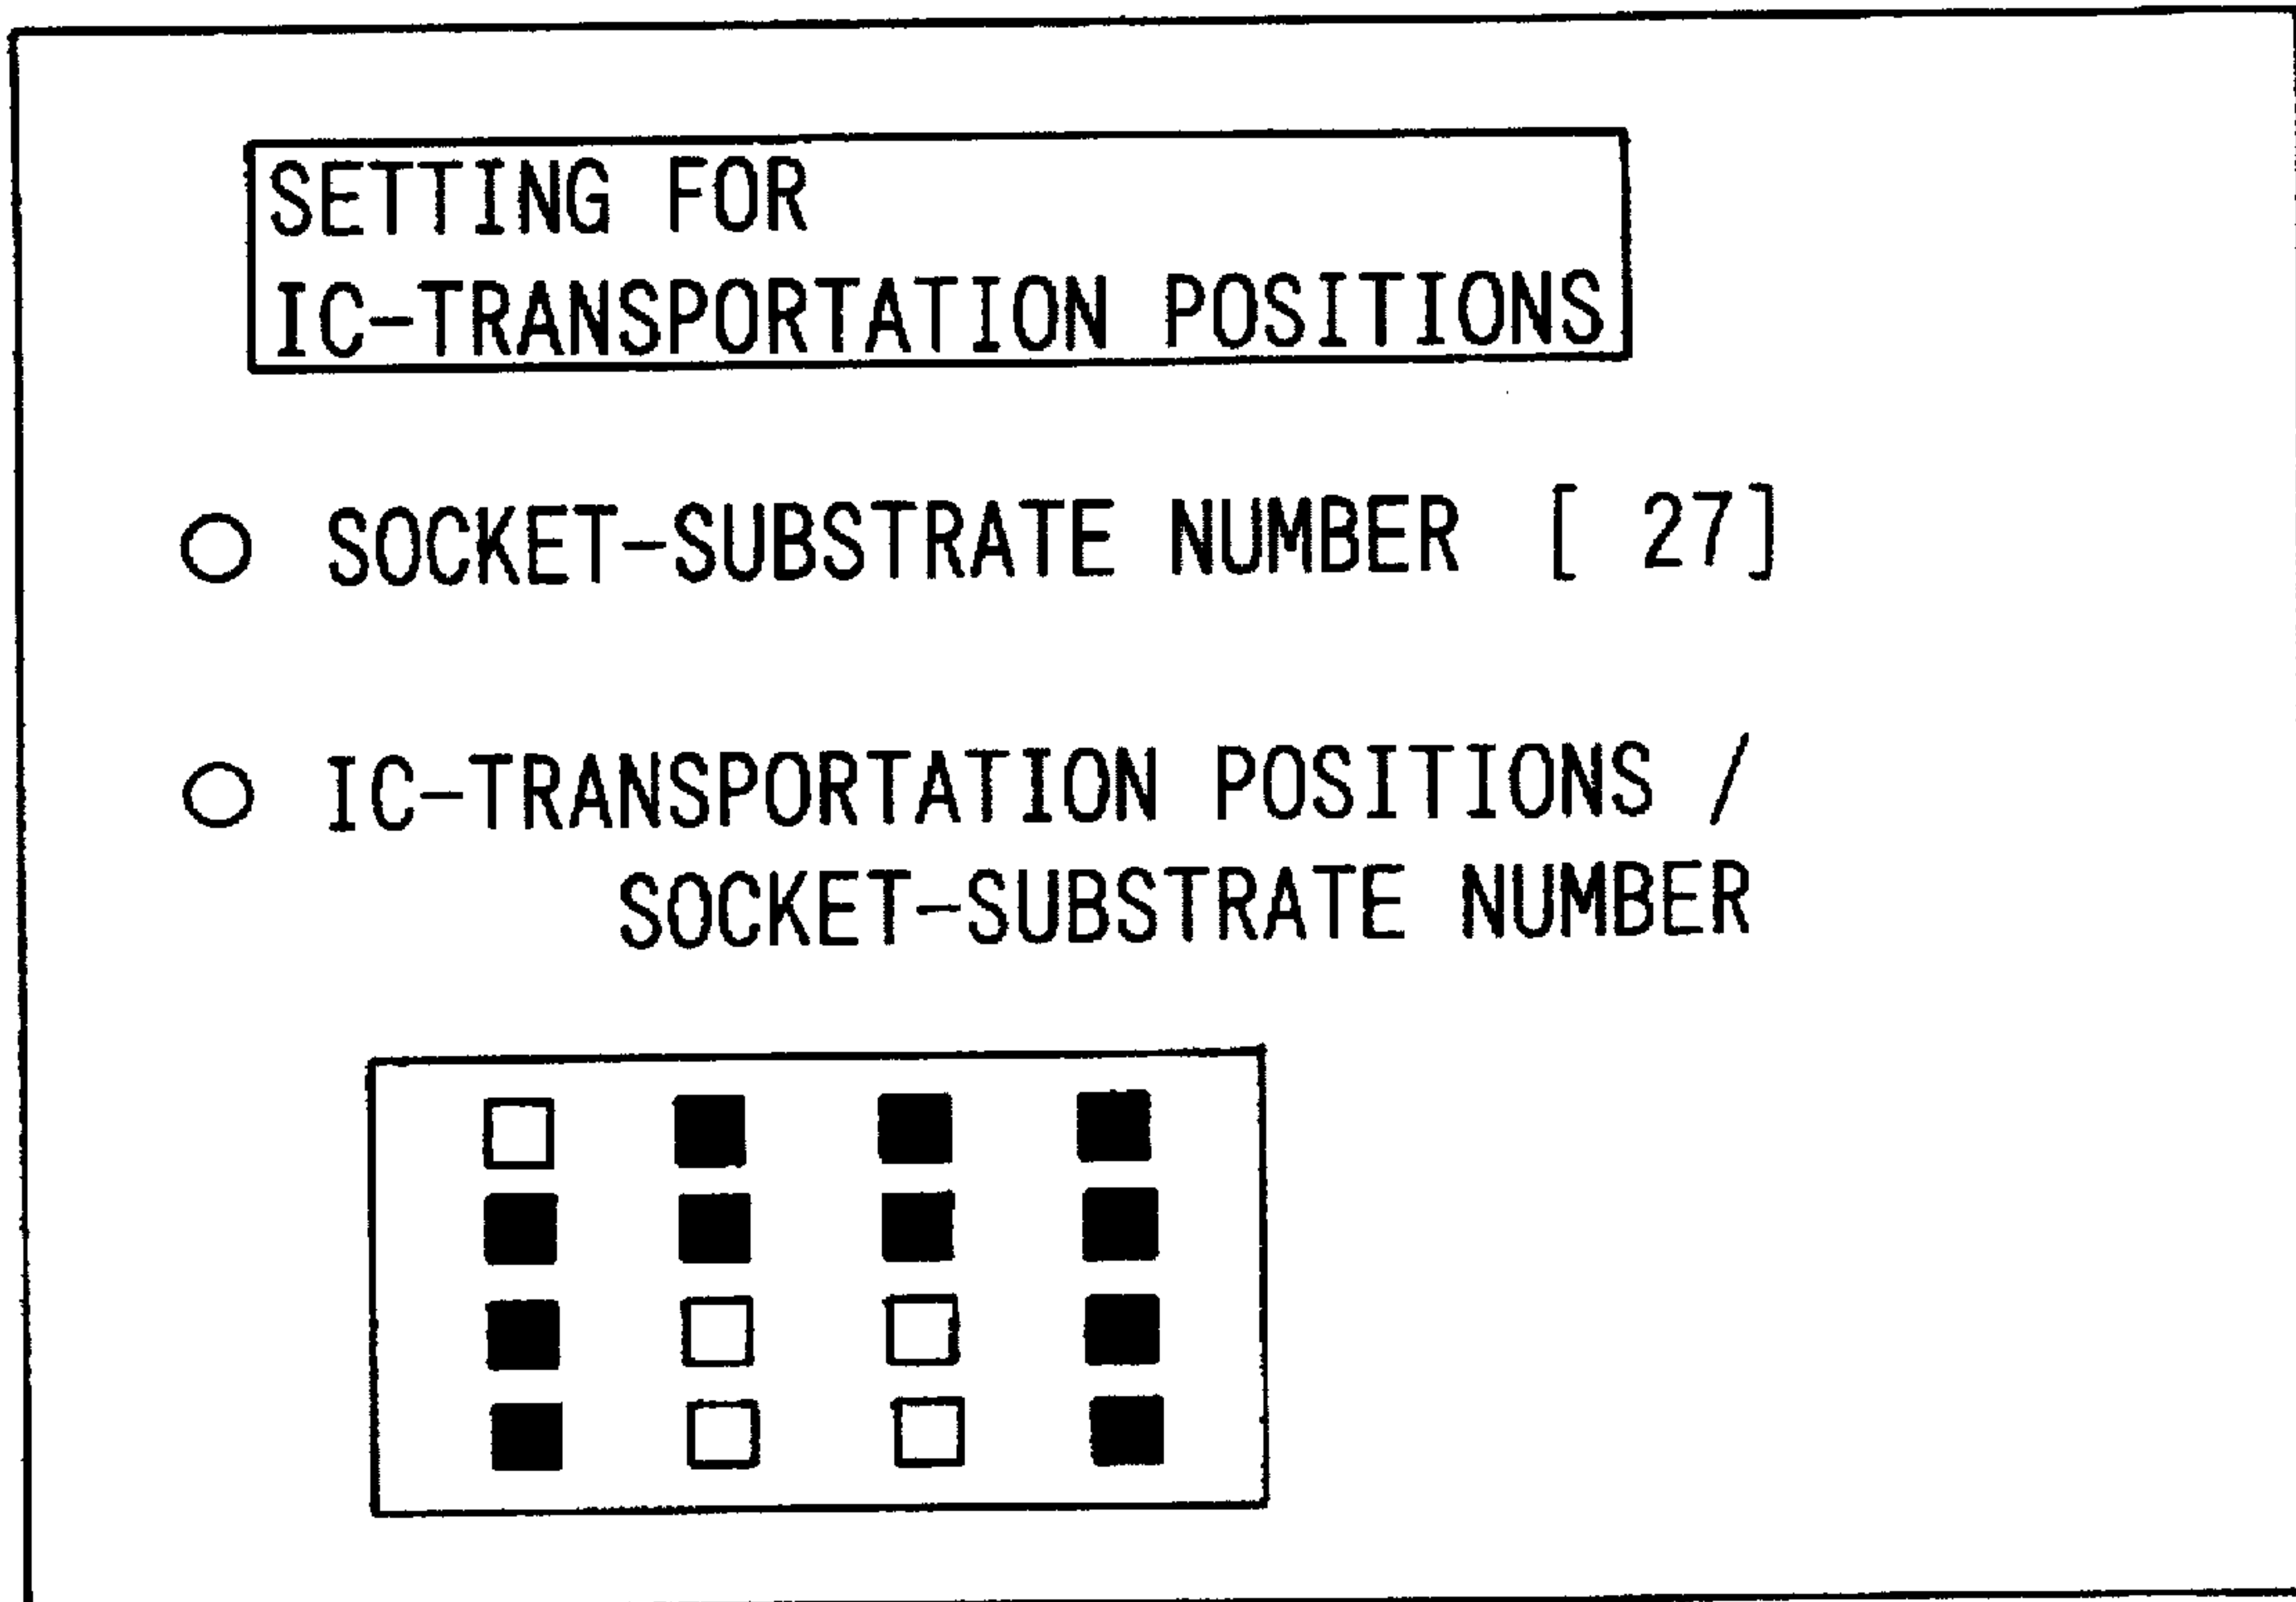 SETTING FOR
IC-TRANSPORTATION POSITIONS
○ SOCKET-SUBSTRATE NUMBER [ 27]
○ IC-TRANSPORTATION POSITIONS /
SOCKET-SUBSTRATE NUMBER